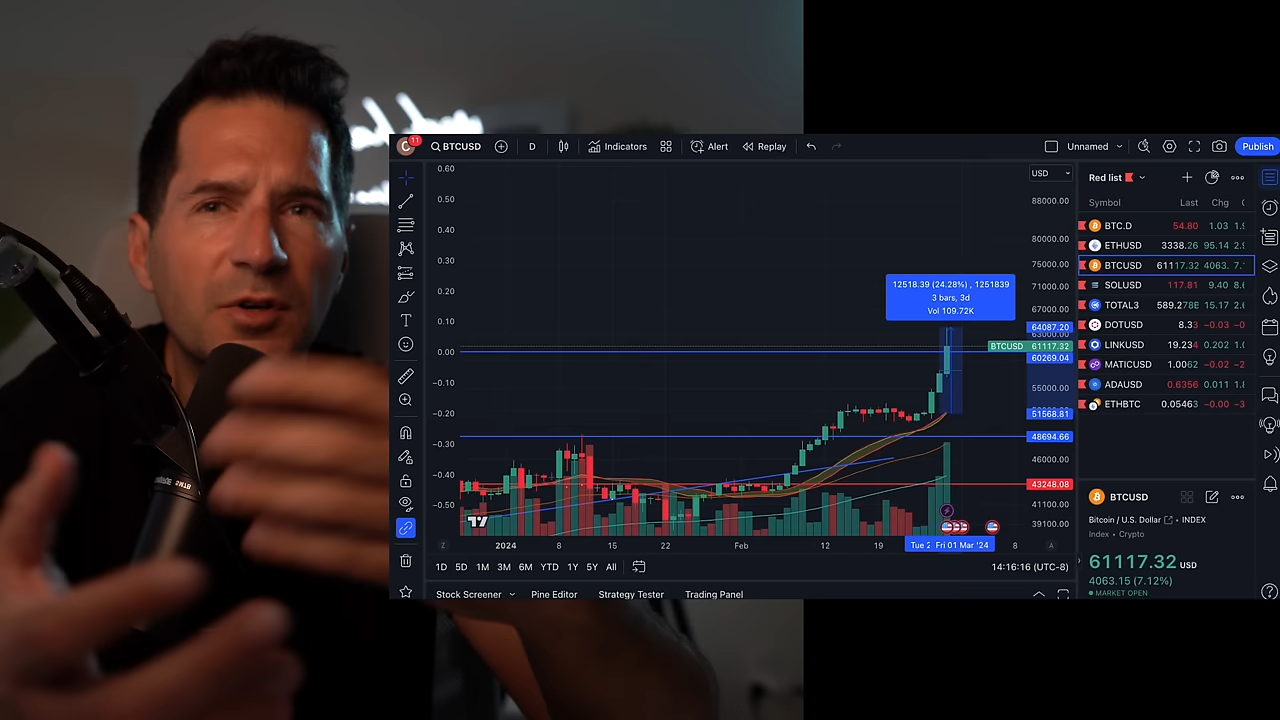 C 11 BTCUSD D Indicators Alert Replay Unnamed Publish
0.60
0.50
0.40
0.30
0.20
0.10
0.00
−0.10
−0.20
−0.30
−0.40
−0.50
12518.39 (24.28%) , 1251839
3 bars, 3d
Vol 109.72K
USD
88000.00
80000.00
75000.00
71000.00
67000.00
64087.20
63000.00
BTCUSD 61117.32
60269.04
55000.00
51568.81
48694.66
46000.00
43248.08
41100.00
39100.00
Z 2024 8 15 22 Feb 12 19 Tue 2 Fri 01 Mar '24 8 A
1D 5D 1M 3M 6M YTD 1Y 5Y All 14:16:16 (UTC-8)
Stock Screener Pine Editor Strategy Tester Trading Panel
Red list
Symbol Last Chg
BTC.D 54.80 1.03
ETHUSD 3338.26 95.14
BTCUSD 61117.32 4063.
SOLUSD 117.81 9.40
TOTAL3 589.278E 15.17
DOTUSD 8.33 −0.03
LINKUSD 19.234 0.202
MATICUSD 1.0062 −0.02
ADAUSD 0.6356 0.011
ETHBTC 0.05463 −0.00
BTCUSD
Bitcoin / U.S. Dollar • INDEX
Index • Crypto
61117.32 USD
4063.15 (7.12%)
MARKET OPEN